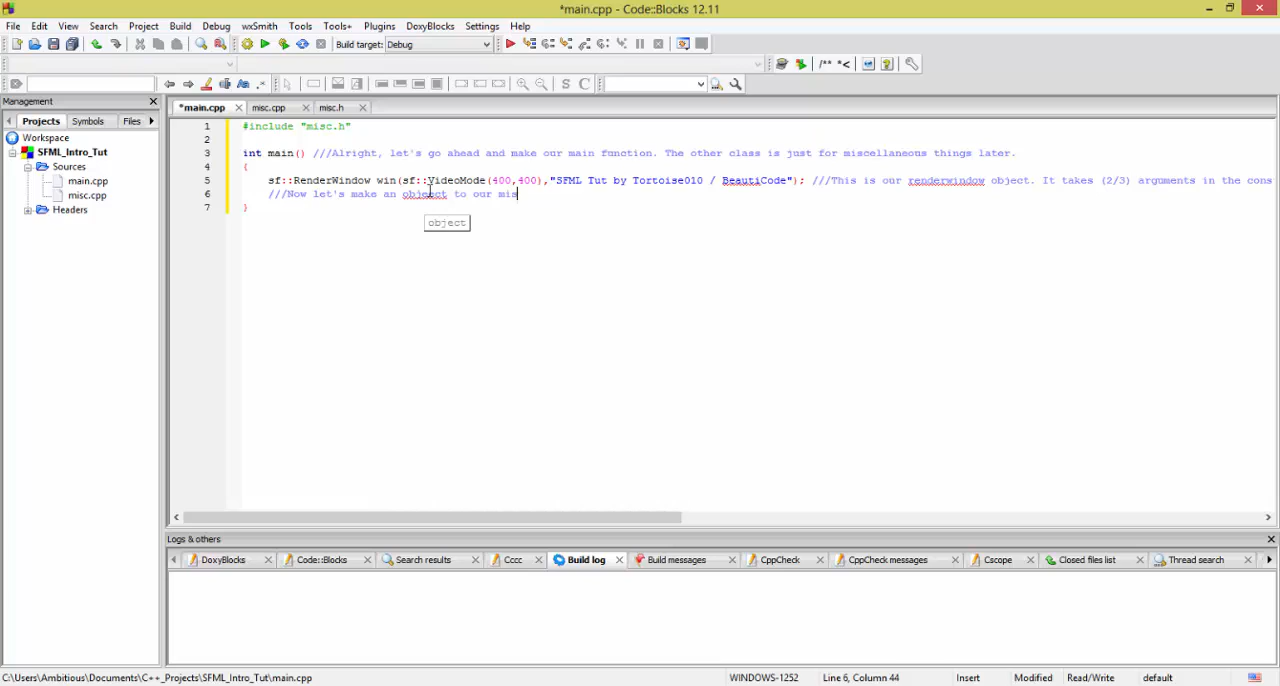 *main.cpp - Code::Blocks 12.11
File Edit View Search Project Build Debug wxSmith Tools Tools+ Plugins DoxyBlocks Settings Help
Build target: Debug
/** *<
S C
Management
*main.cpp misc.cpp misc.h
Projects Symbols Files
Workspace
SFML_Intro_Tut
Sources
main.cpp
misc.cpp
Headers
1 #include "misc.h"
2
3 int main() ///Alright, let's go ahead and make our main function. The other class is just for miscellaneous things later.
4 {
5 sf::RenderWindow win(sf::VideoMode(400,400),"SFML Tut by Tortoise010 / BeautiCode"); ///This is our renderwindow object. It takes (2/3) arguments in the cons
6 ///Now let's make an objoect to our mis
7 }
object
Logs & others
DoxyBlocks Code::Blocks Search results Cccc Build log Build messages CppCheck CppCheck messages Cscope Closed files list Thread search
C:\Users\Ambitious\Documents\C++_Projects\SFML_Intro_Tut\main.cpp WINDOWS-1252 Line 6, Column 44 Insert Modified Read/Write default